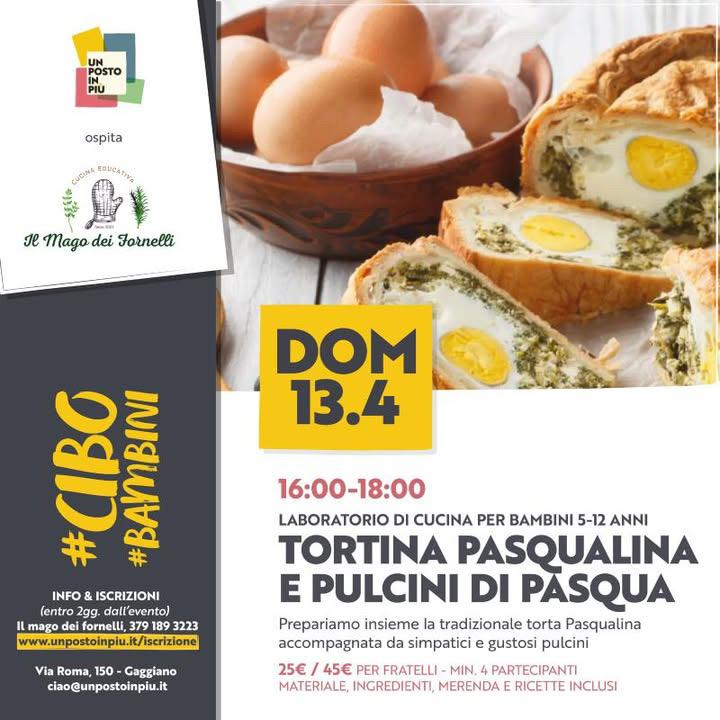 UN
POSTO
IN
PIU
ospita
CUCINA EDUCATIVA
Il Mago dei Fornelli
#CIBO
#BAMBINI
INFO & ISCRIZIONI
(entro 2gg. dall'evento)
Il mago dei fornelli, 379 189 3223
www.unpostoinpiu.it/iscrizione
Via Roma, 150 - Gaggiano
ciao@unpostoinpiu.it
DOM
13.4
16:00-18:00
LABORATORIO DI CUCINA PER BAMBINI 5-12 ANNI
TORTINA PASQUALINA
E PULCINI DI PASQUA
Prepariamo insieme la tradizionale torta Pasqualina
accompagnata da simpatici e gustosi pulcini
25€ / 45€ PER FRATELLI - MIN. 4 PARTECIPANTI
MATERIALE, INGREDIENTI, MERENDA E RICETTE INCLUSI